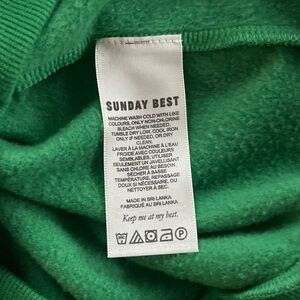 SUNDAY BEST
MACHINE WASH COLD WITH LIKE
COLOURS, ONLY NON-CHLORINE
BLEACH WHEN NEEDED,
TUMBLE DRY LOW, COOL IRON
AS NEEDED, OR DRY
CLEAN.
LAVER À LA MACHINE À L'EAU
FROIDE AVEC COULEURS
SEMBLABLES, UTILISER
SEULEMENT UN JAVELLISANT
SANS CHLORE AU BESOIN,
SÉCHER À BASSE
TEMPÉRATURE, REPASSAGE
DOUX SI NÉCESSAIRE, OU
NETTOYER À SEC.
MADE IN SRI LANKA
FABRIQUÉ AU SRI LANKA
Keep me at my best.